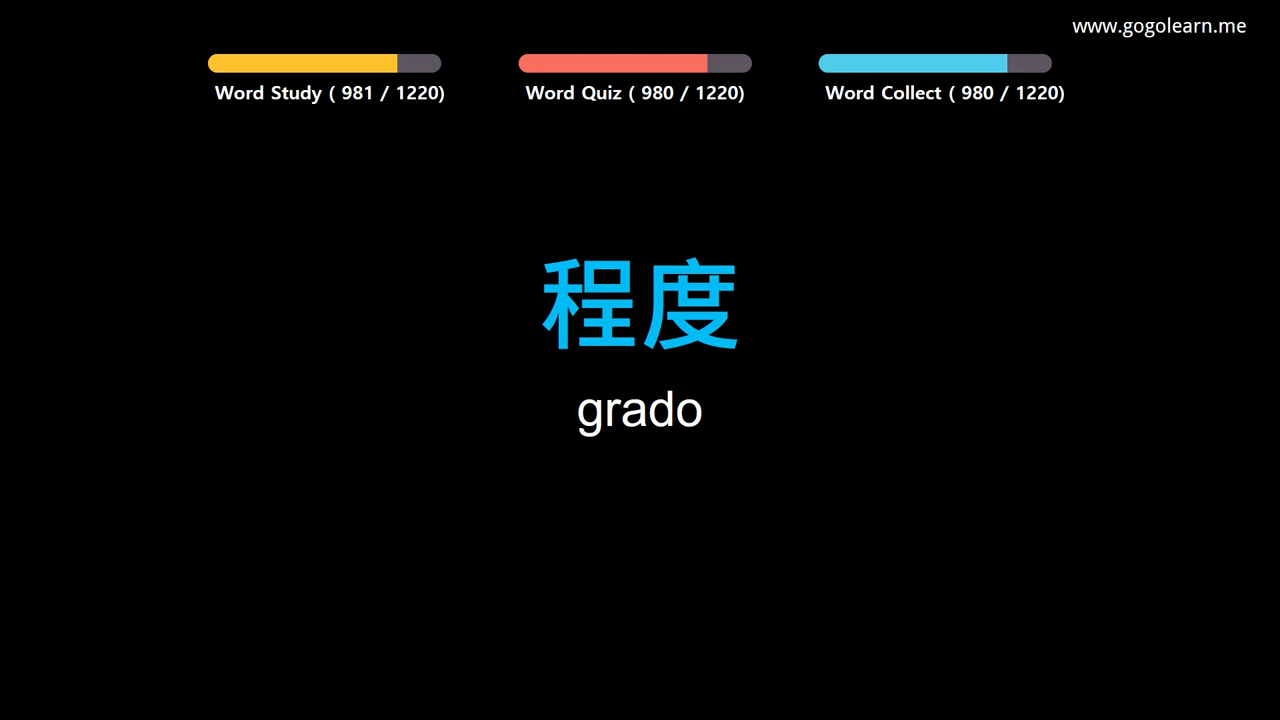 www.gogolearn.me
Word Study ( 981 / 1220)
Word Quiz ( 980 / 1220)
Word Collect ( 980 / 1220)
程度
grado